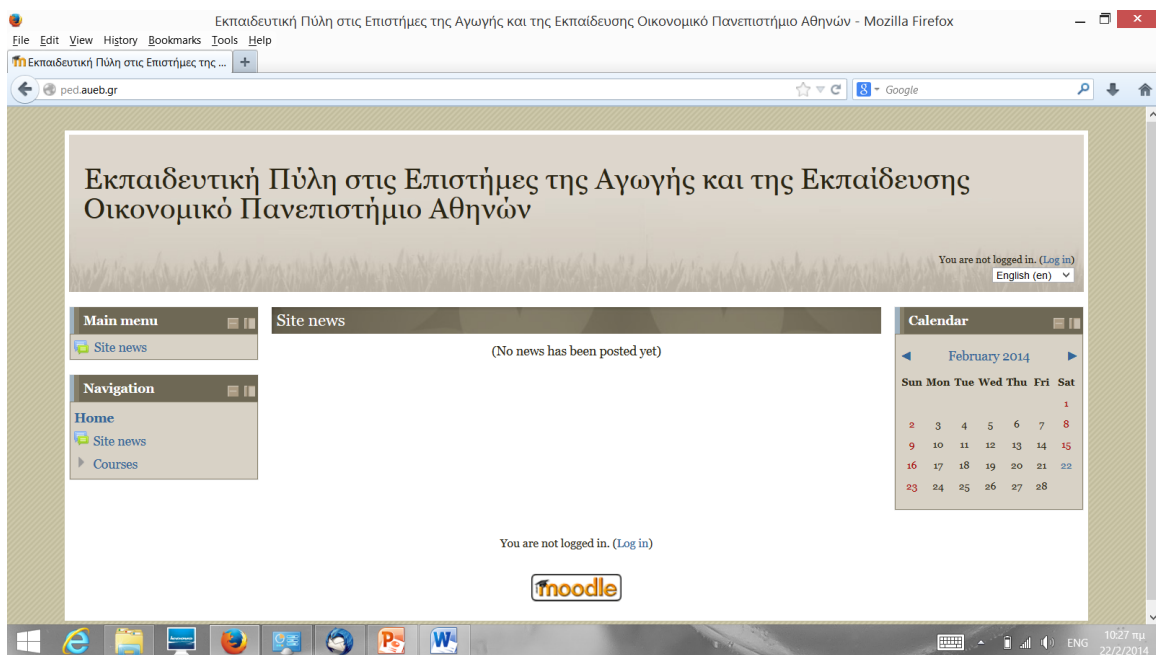 Εκπαιδευτική Πύλη στις Επιστήμες της Αγωγής και της Εκπαίδευσης Οικονομικό Πανεπιστήμιο Αθηνών - Mozilla Firefox
File Edit View History Bookmarks Tools Help
Εκπαιδευτική Πύλη στις Επιστήμες της ...
ped.aueb.gr
Google
Εκπαιδευτική Πύλη στις Επιστήμες της Αγωγής και της Εκπαίδευσης
Οικονομικό Πανεπιστήμιο Αθηνών
You are not logged in. (Log in)
English (en)
Main menu
Site news
Navigation
Home
Site news
Courses
Site news
(No news has been posted yet)
Calendar
February 2014
Sun Mon Tue Wed Thu Fri Sat
1
2 3 4 5 6 7 8
9 10 11 12 13 14 15
16 17 18 19 20 21 22
23 24 25 26 27 28
You are not logged in. (Log in)
moodle
ENG
10:27 πμ
22/2/2014